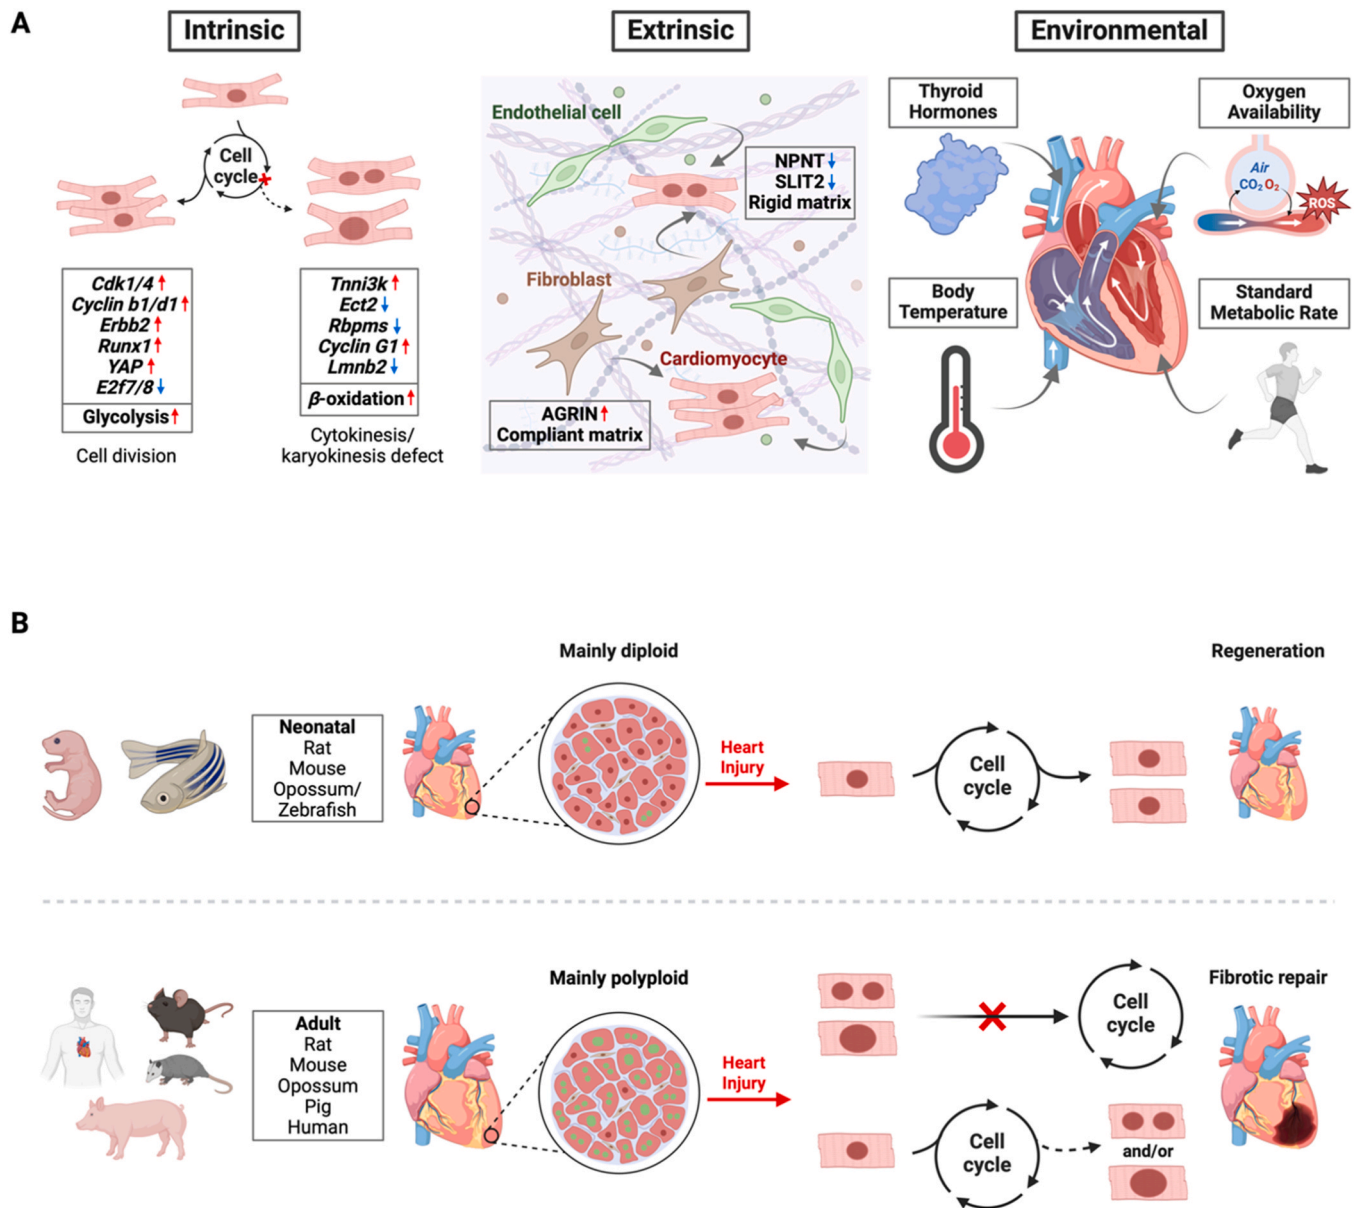 A
Intrinsic
Extrinsic
Environmental
Cell
cycle
Cdk1/4 ↑
Cyclin b1/d1 ↑
Erbb2 ↑
Runx1 ↑
YAP ↑
E2f7/8 ↓
Glycolysis ↑
Cell division
Tnni3k ↑
Ect2 ↓
Rbpms ↓
Cyclin G1 ↑
Lmnb2 ↓
β-oxidation ↑
Cytokinesis/
karyokinesis defect
Endothelial cell
NPNT ↓
SLIT2 ↓
Rigid matrix
Fibroblast
Cardiomyocyte
AGRIN ↑
Compliant matrix
Thyroid
Hormones
Oxygen
Availability
Air
CO2 O2
ROS
Body
Temperature
Standard
Metabolic Rate
B
Mainly diploid
Regeneration
Neonatal
Rat
Mouse
Opossum/
Zebrafish
Heart
Injury
Cell
cycle
Mainly polyploid
Fibrotic repair
Adult
Rat
Mouse
Opossum
Pig
Human
Heart
Injury
Cell
cycle
Cell
cycle
and/or